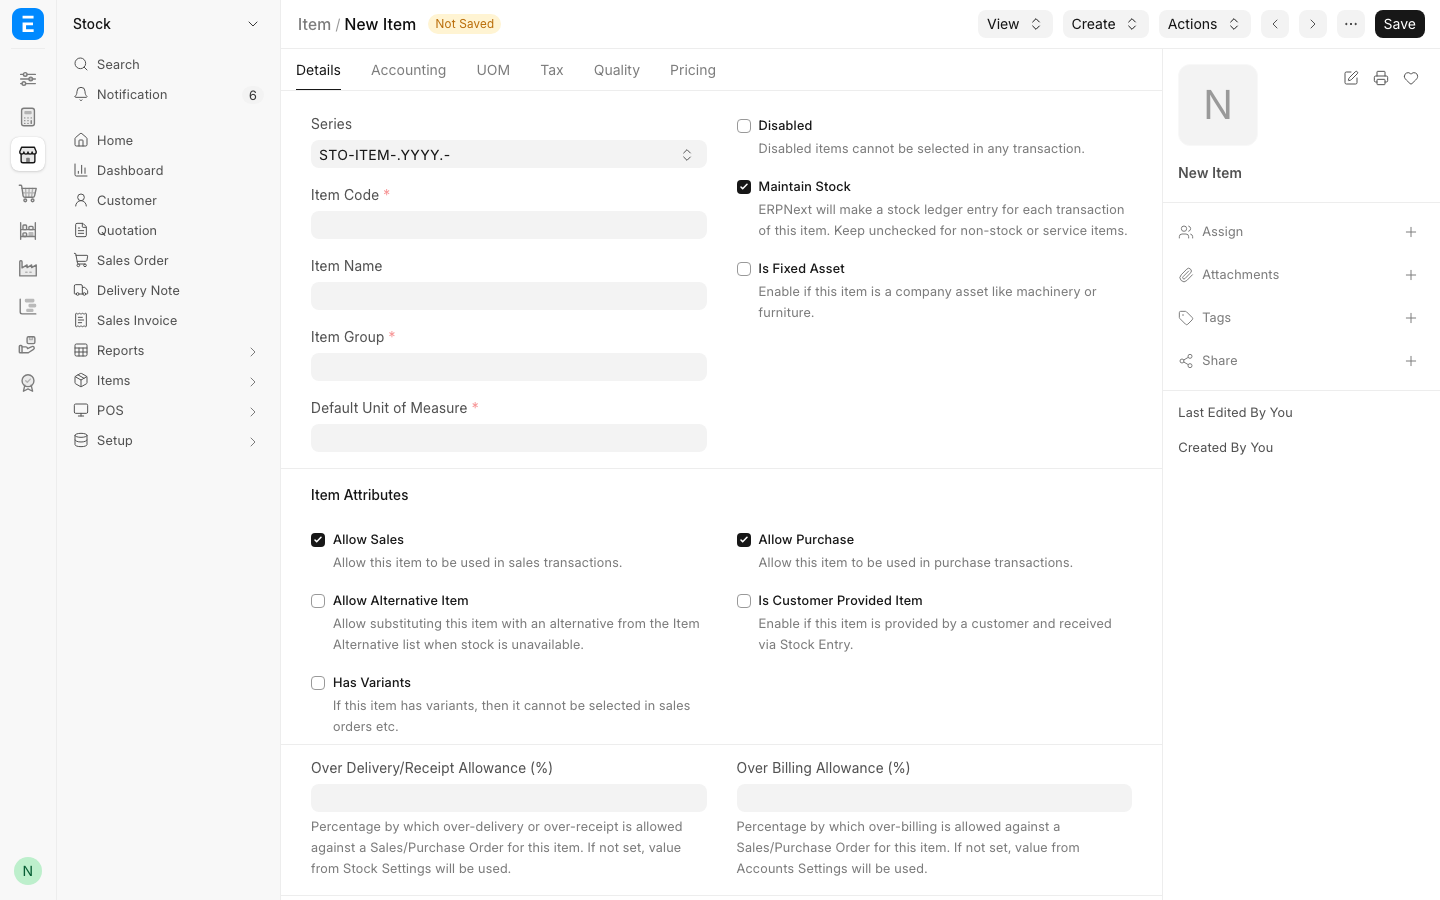 Stock
Search
Notification
6
Home
Dashboard
Customer
Quotation
Sales Order
Delivery Note
Sales Invoice
Reports
Items
POS
Setup
N
Item / New Item
Not Saved
View
Create
Actions
Save
Details
Accounting
UOM
Tax
Quality
Pricing
Series
STO-ITEM-.YYYY.-
Item Code *
Item Name
Item Group *
Default Unit of Measure *
Disabled
Disabled items cannot be selected in any transaction.
Maintain Stock
ERPNext will make a stock ledger entry for each transaction
of this item. Keep unchecked for non-stock or service items.
Is Fixed Asset
Enable if this item is a company asset like machinery or
furniture.
Item Attributes
Allow Sales
Allow this item to be used in sales transactions.
Allow Alternative Item
Allow substituting this item with an alternative from the Item
Alternative list when stock is unavailable.
Has Variants
If this item has variants, then it cannot be selected in sales
orders etc.
Allow Purchase
Allow this item to be used in purchase transactions.
Is Customer Provided Item
Enable if this item is provided by a customer and received
via Stock Entry.
Over Delivery/Receipt Allowance (%)
Percentage by which over-delivery or over-receipt is allowed
against a Sales/Purchase Order for this item. If not set, value
from Stock Settings will be used.
Over Billing Allowance (%)
Percentage by which over-billing is allowed against a
Sales/Purchase Order for this item. If not set, value from
Accounts Settings will be used.
N
New Item
Assign
Attachments
Tags
Share
Last Edited By You
Created By You